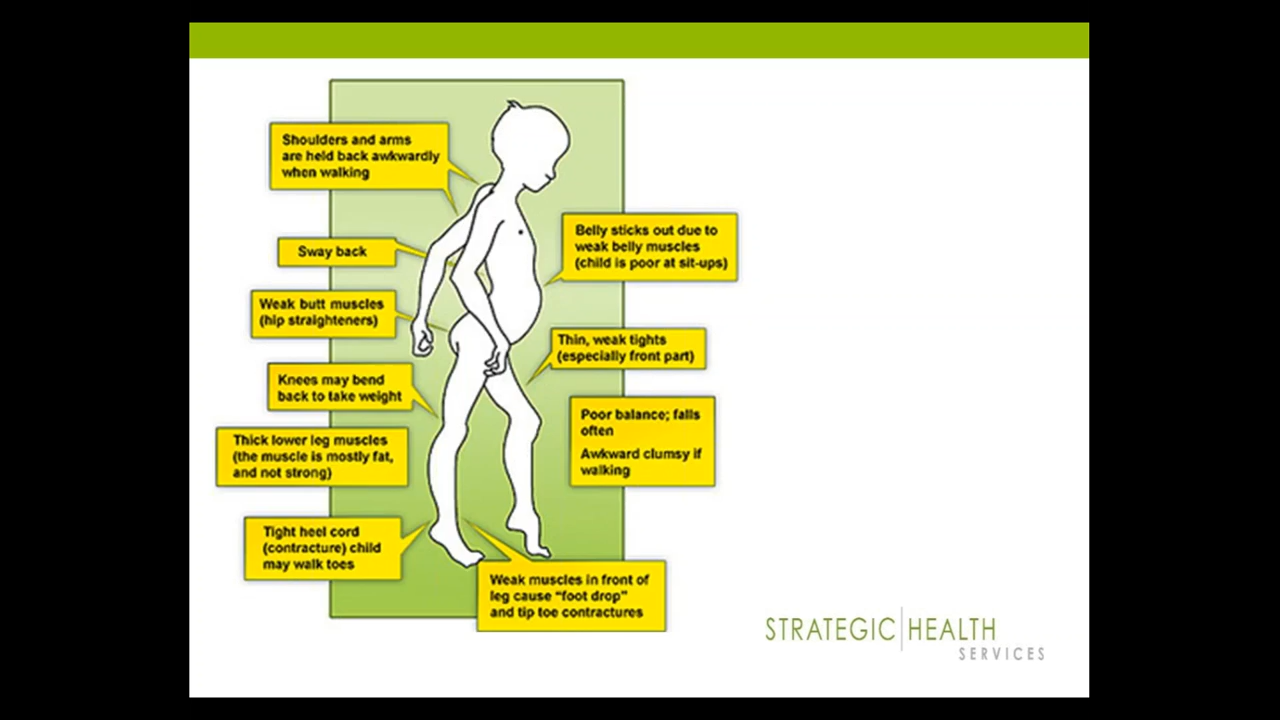 Shoulders and arms
are held back awkwardly
when walking
Sway back
Weak butt muscles
(hip straighteners)
Knees may bend
back to take weight
Thick lower leg muscles
(the muscle is mostly fat,
and not strong)
Tight heel cord
(contracture) child
may walk toes
Belly sticks out due to
weak belly muscles
(child is poor at sit-ups)
Thin, weak tights
(especially front part)
Poor balance; falls
often
Awkward clumsy if
walking
Weak muscles in front of
leg cause “foot drop”
and tip toe contractures
STRATEGIC HEALTH
SERVICES